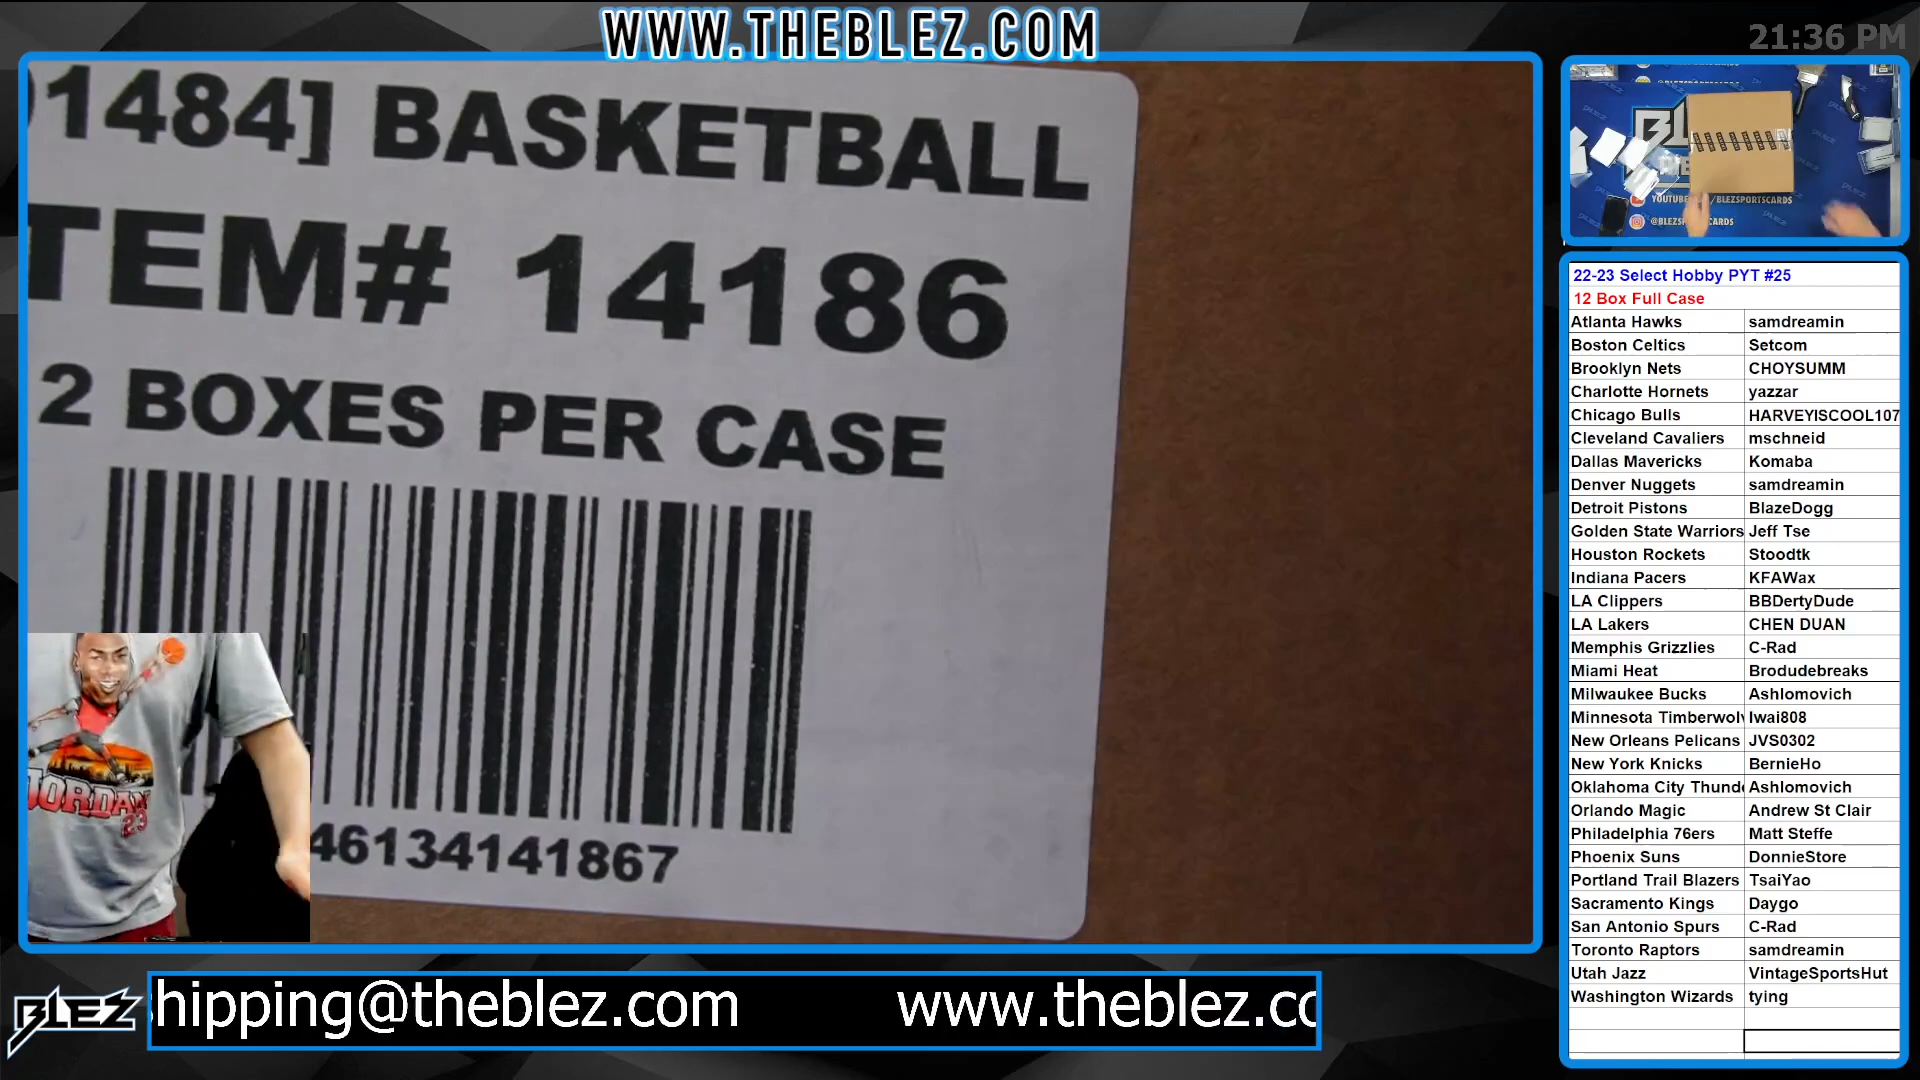 WWW.THEBLEZ.COM
21:36 PM
1484] BASKETBALL
TEM# 14186
2 BOXES PER CASE
46134141867
JORDAN
23
YOUTUBE
/BLEZSPORTSCARDS
22-23 Select Hobby PYT #25
12 Box Full Case
Atlanta Hawks samdreamin
Boston Celtics Setcom
Brooklyn Nets CHOYSUMM
Charlotte Hornets yazzar
Chicago Bulls HARVEYISCOOL107
Cleveland Cavaliers mschneid
Dallas Mavericks Komaba
Denver Nuggets samdreamin
Detroit Pistons BlazeDogg
Golden State Warriors Jeff Tse
Houston Rockets Stoodtk
Indiana Pacers KFAWax
LA Clippers BBDertyDude
LA Lakers CHEN DUAN
Memphis Grizzlies C-Rad
Miami Heat Brodudebreaks
Milwaukee Bucks Ashlomovich
Minnesota Timberwolv Iwai808
New Orleans Pelicans JVS0302
New York Knicks BernieHo
Oklahoma City Thunde Ashlomovich
Orlando Magic Andrew St Clair
Philadelphia 76ers Matt Steffe
Phoenix Suns DonnieStore
Portland Trail Blazers TsaiYao
Sacramento Kings Daygo
San Antonio Spurs C-Rad
Toronto Raptors samdreamin
Utah Jazz VintageSportsHut
Washington Wizards tying
BLEZ
hipping@theblez.com www.theblez.co